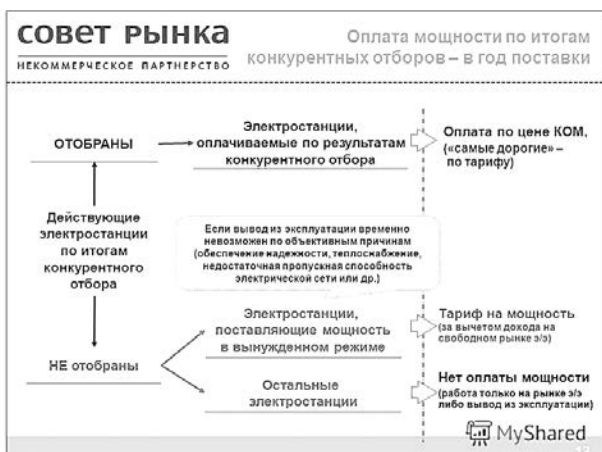 СОВЕТ РЫНКА
НЕКОММЕРЧЕСКОЕ ПАРТНЕРСТВО
Оплата мощности по итогам
конкурентных отборов – в год поставки
ОТОБРАНЫ
Электростанции,
оплачиваемые по результатам
конкурентного отбора
Оплата по цене КОМ,
(«самые дорогие» –
по тарифу)
Действующие
электростанции
по итогам
конкурентного
отбора
Если вывод из эксплуатации временно
невозможен по объективным причинам
(обеспечение надежности, теплоснабжение,
недостаточная пропускная способность
электрической сети или др.)
Электростанции,
поставляющие мощность
в вынужденном режиме
Тариф на мощность
(за вычетом дохода на
свободном рынке э/э)
НЕ отобраны
Остальные
электростанции
Нет оплаты мощности
(работа только на рынке э/э
либо вывод из эксплуатации)
MyShared
12